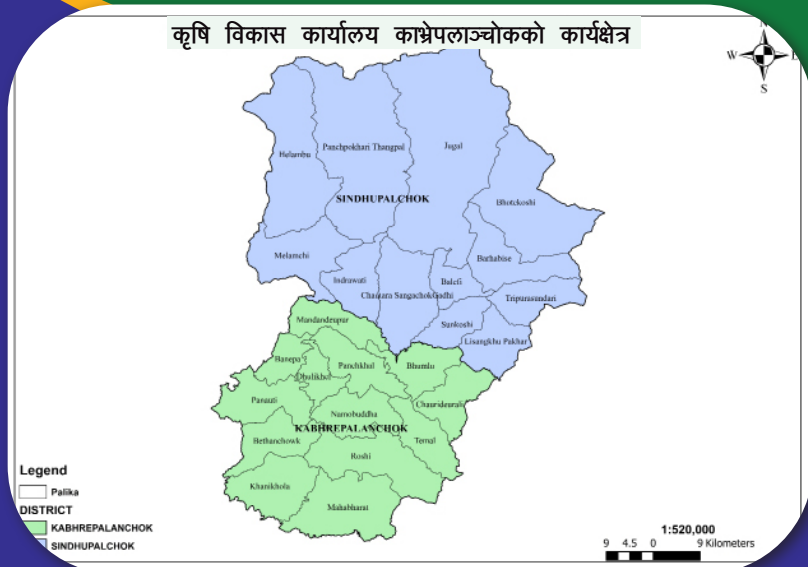 कृषि विकास कार्यालय काभ्रेपलाञ्चोकको कार्यक्षेत्र
N
W
S
Helambu
Panchpokhari Thangpal
Jugal
SINDHUPALCHOK
Bhotekoshi
Melamchi
Barhabise
Indrawati
Balefi
Chautara SangachokGadhi
Tripurasundari
Sunkoshi
Lisangkhu Pakhar
Mandandeupur
Banepa
Dhulikhel
Panchkhal
Bhumlu
Panauti
Chaurideurali
Namobuddha
KABHREPALANCHOK
Bethanchowk
Temal
Roshi
Khanikhola
Mahabharat
Legend
Palika
DISTRICT
KABHREPALANCHOK
SINDHUPALCHOK
1:520,000
9 4.5 0 9 Kilometers